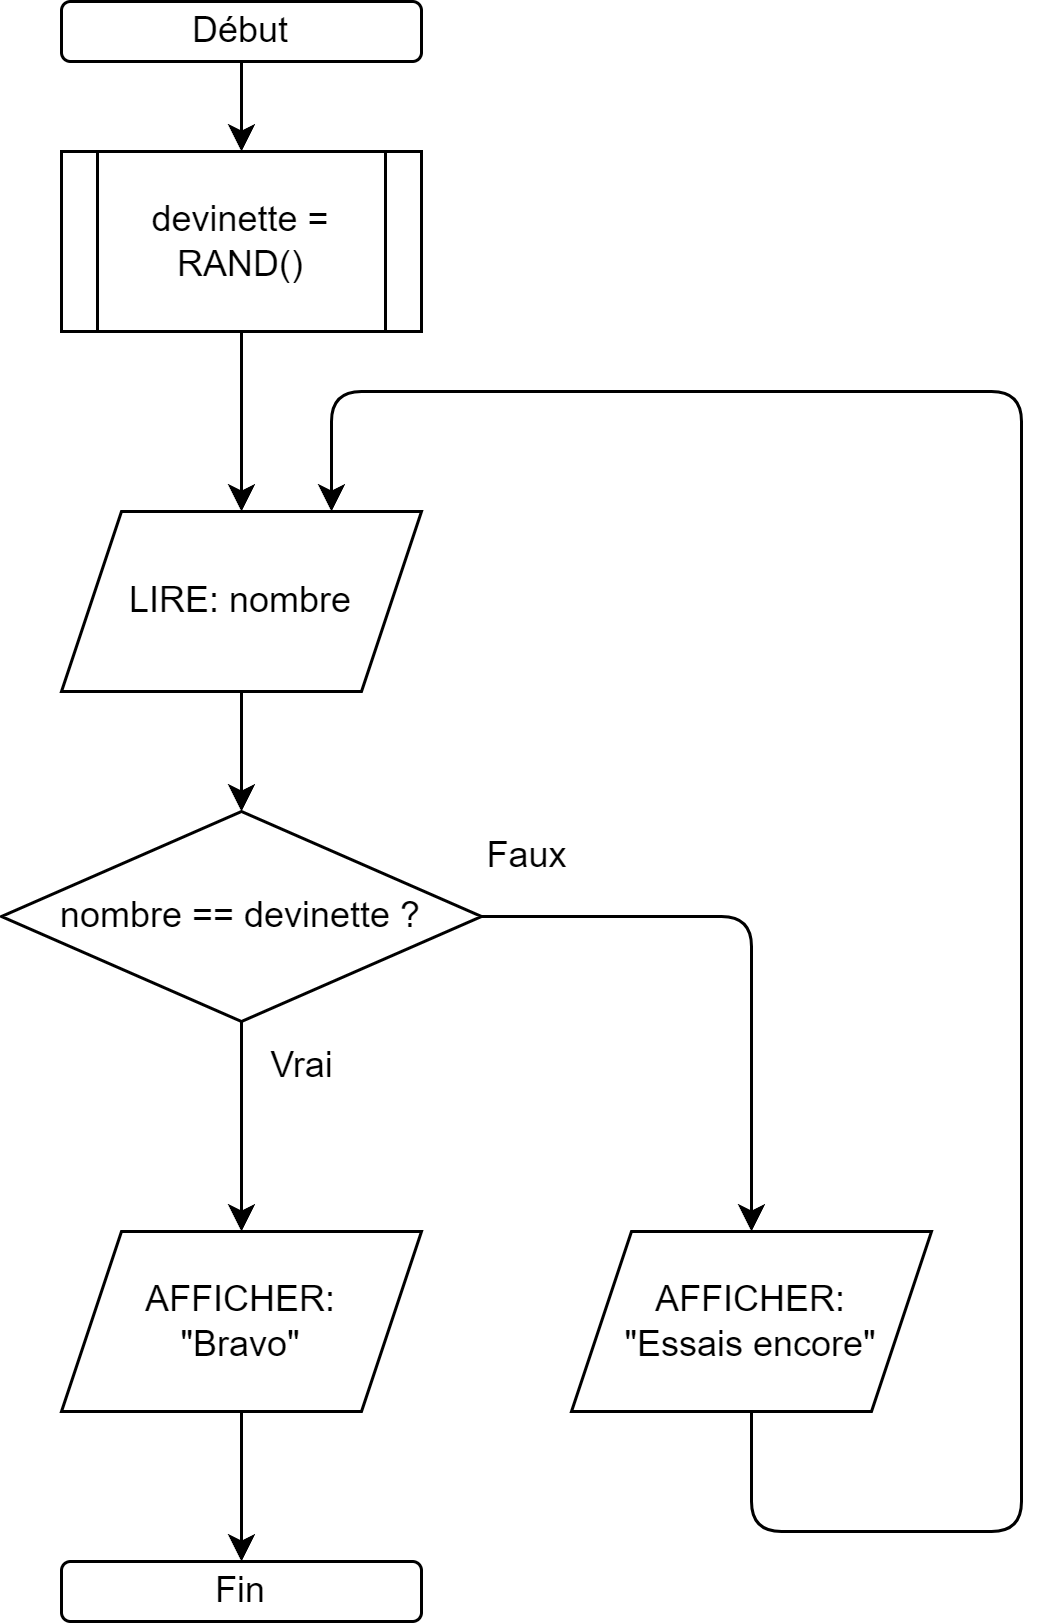 Début
devinette =
RAND()
LIRE: nombre
nombre == devinette ?
Faux
Vrai
AFFICHER:
"Bravo"
AFFICHER:
"Essais encore"
Fin